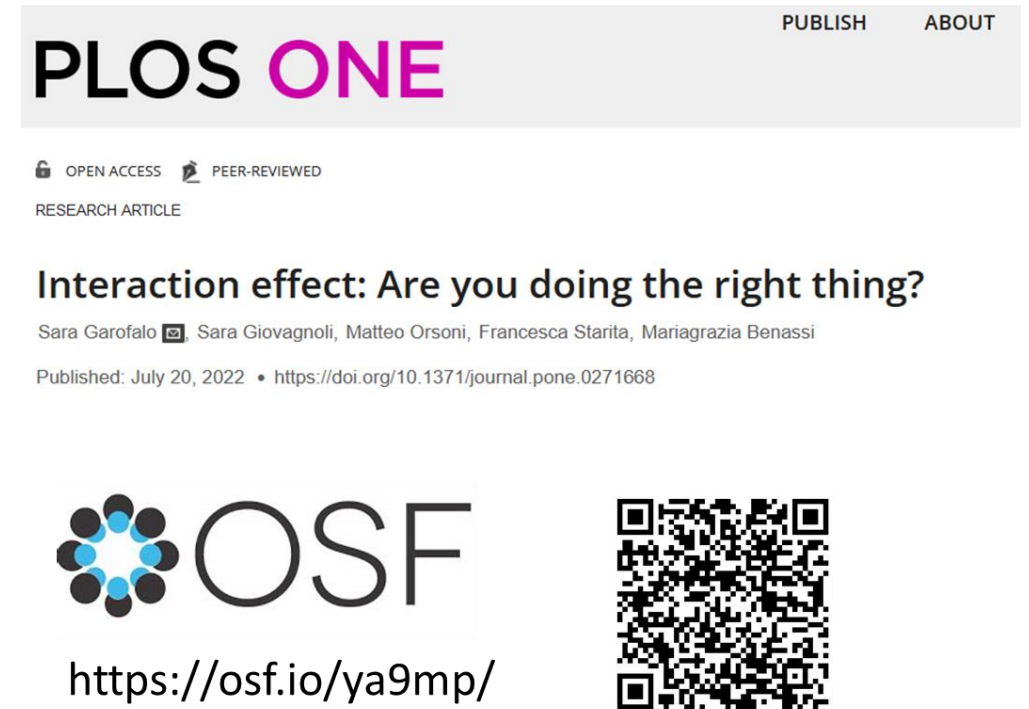 PUBLISH ABOUT
PLOS ONE
OPEN ACCESS PEER-REVIEWED
RESEARCH ARTICLE
Interaction effect: Are you doing the right thing?
Sara Garofalo, Sara Giovagnoli, Matteo Orsoni, Francesca Starita, Mariagrazia Benassi
Published: July 20, 2022 • https://doi.org/10.1371/journal.pone.0271668
OSF
https://osf.io/ya9mp/